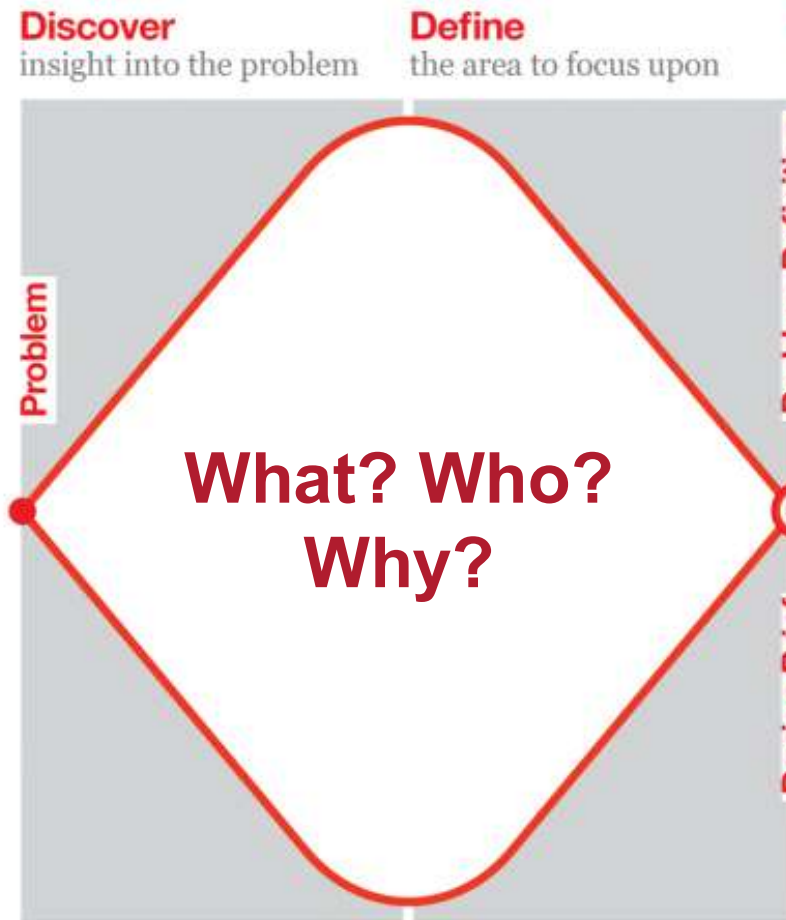 Discover
insight into the problem
Define
the area to focus upon
Problem
What? Who?
Why?